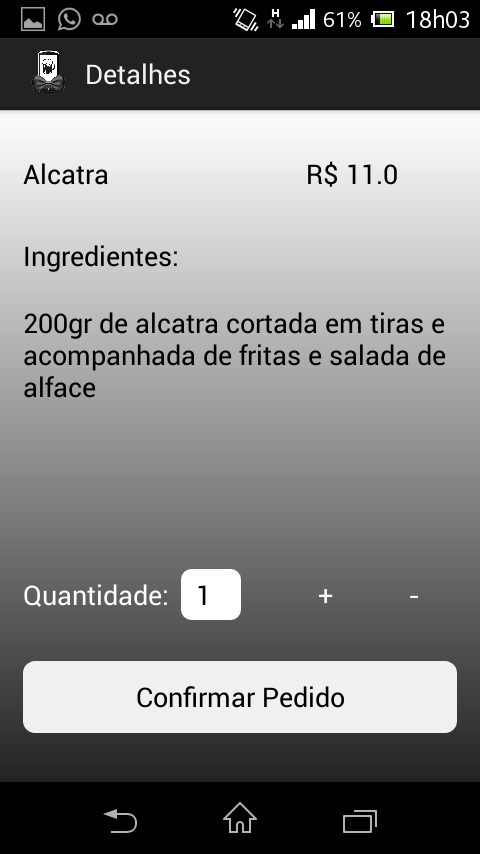 H 61% 18h03
Detalhes
Alcatra R$ 11.0
Ingredientes:
200gr de alcatra cortada em tiras e
acompanhada de fritas e salada de
alface
Quantidade: 1 + -
Confirmar Pedido